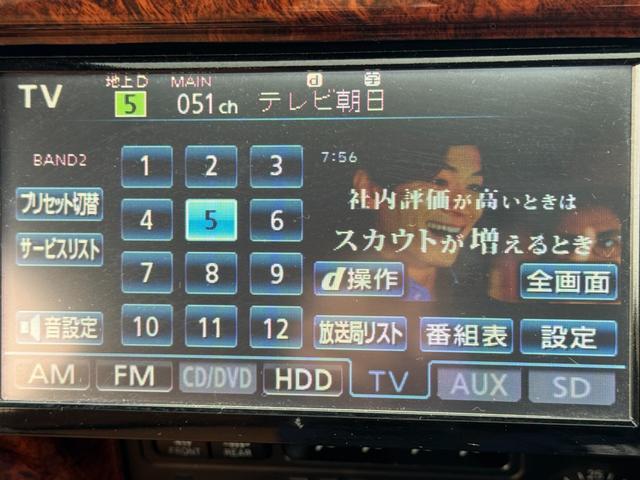 TV
地上D MAIN d 字
5 051ch テレビ朝日
BAND2 1 2 3 7:56
プリセット切替
サービスリスト
4 5 6
社内評価が高いときは
スカウトが増えるとき
7 8 9 d操作 全画面
音設定 10 11 12 放送局リスト 番組表 設定
AM FM CD/DVD HDD TV AUX SD
FRONT REAR
25